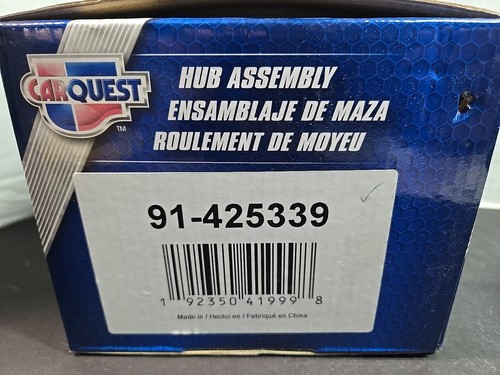 CARQUEST
TM
HUB ASSEMBLY
ENSAMBLAJE DE MAZA
ROULEMENT DE MOYEU
91-425339
1 92350 41999 8
Made in / Hecho en / Fabriqué en China